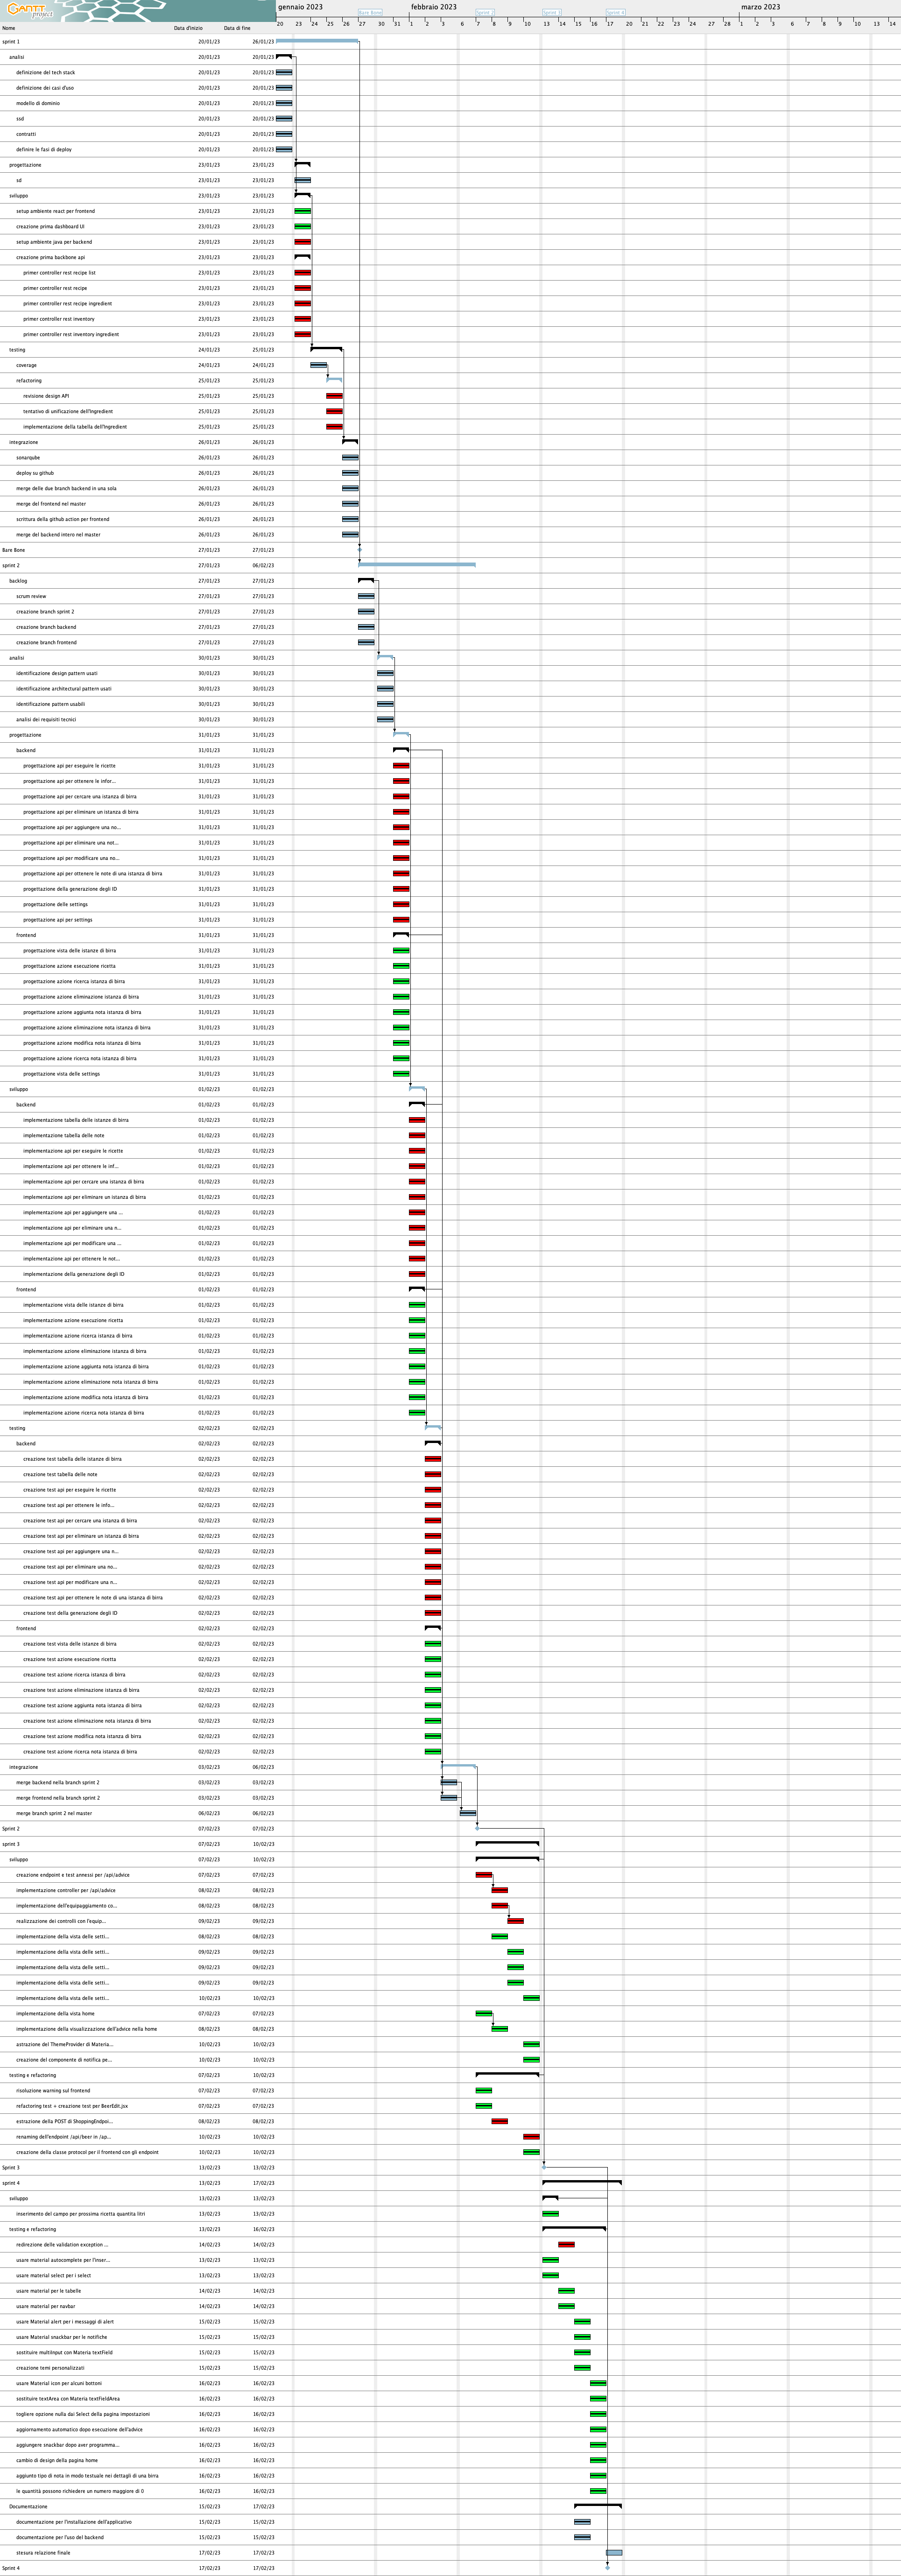 GANTT project
gennaio 2023 febbraio 2023 marzo 2023
Bare Bone Sprint 2 Sprint 3 Sprint 4
20 23 24 25 26 27 30 31 1 2 3 6 7 8 9 10 13 14 15 16 17 20 21 22 23 24 27 28 1 2 3 6 7 8 9 10 13 14
Nome Data d'inizio Data di fine
sprint 1 20/01/23 26/01/23
analisi 20/01/23 20/01/23
definizione del tech stack 20/01/23 20/01/23
definizione dei casi d'uso 20/01/23 20/01/23
modello di dominio 20/01/23 20/01/23
ssd 20/01/23 20/01/23
contratti 20/01/23 20/01/23
definire le fasi di deploy 20/01/23 20/01/23
progettazione 23/01/23 23/01/23
sd 23/01/23 23/01/23
sviluppo 23/01/23 23/01/23
setup ambiente react per frontend 23/01/23 23/01/23
creazione prima dashboard UI 23/01/23 23/01/23
setup ambiente java per backend 23/01/23 23/01/23
creazione prima backbone api 23/01/23 23/01/23
primer controller rest recipe list 23/01/23 23/01/23
primer controller rest recipe 23/01/23 23/01/23
primer controller rest recipe ingredient 23/01/23 23/01/23
primer controller rest inventory 23/01/23 23/01/23
primer controller rest inventory ingredient 23/01/23 23/01/23
testing 24/01/23 25/01/23
coverage 24/01/23 24/01/23
refactoring 25/01/23 25/01/23
revisione design API 25/01/23 25/01/23
tentativo di unificazione dell'Ingredient 25/01/23 25/01/23
implementazione della tabella dell'Ingredient 25/01/23 25/01/23
integrazione 26/01/23 26/01/23
sonarqube 26/01/23 26/01/23
deploy su github 26/01/23 26/01/23
merge delle due branch backend in una sola 26/01/23 26/01/23
merge del frontend nel master 26/01/23 26/01/23
scrittura della github action per frontend 26/01/23 26/01/23
merge del backend intero nel master 26/01/23 26/01/23
Bare Bone 27/01/23 27/01/23
sprint 2 27/01/23 06/02/23
backlog 27/01/23 27/01/23
scrum review 27/01/23 27/01/23
creazione branch sprint 2 27/01/23 27/01/23
creazione branch backend 27/01/23 27/01/23
creazione branch frontend 27/01/23 27/01/23
analisi 30/01/23 30/01/23
identificazione design pattern usati 30/01/23 30/01/23
identificazione architectural pattern usati 30/01/23 30/01/23
identificazione pattern usabili 30/01/23 30/01/23
analisi dei requisiti tecnici 30/01/23 30/01/23
progettazione 31/01/23 31/01/23
backend 31/01/23 31/01/23
progettazione api per eseguire le ricette 31/01/23 31/01/23
progettazione api per ottenere le infor... 31/01/23 31/01/23
progettazione api per cercare una istanza di birra 31/01/23 31/01/23
progettazione api per eliminare un istanza di birra 31/01/23 31/01/23
progettazione api per aggiungere una no... 31/01/23 31/01/23
progettazione api per eliminare una not... 31/01/23 31/01/23
progettazione api per modificare una no... 31/01/23 31/01/23
progettazione api per ottenere le note di una istanza di birra 31/01/23 31/01/23
progettazione della generazione degli ID 31/01/23 31/01/23
progettazione delle settings 31/01/23 31/01/23
progettazione api per settings 31/01/23 31/01/23
frontend 31/01/23 31/01/23
progettazione vista delle istanze di birra 31/01/23 31/01/23
progettazione azione esecuzione ricetta 31/01/23 31/01/23
progettazione azione ricerca istanza di birra 31/01/23 31/01/23
progettazione azione eliminazione istanza di birra 31/01/23 31/01/23
progettazione azione aggiunta nota istanza di birra 31/01/23 31/01/23
progettazione azione eliminazione nota istanza di birra 31/01/23 31/01/23
progettazione azione modifica nota istanza di birra 31/01/23 31/01/23
progettazione azione ricerca nota istanza di birra 31/01/23 31/01/23
progettazione vista delle settings 31/01/23 31/01/23
sviluppo 01/02/23 01/02/23
backend 01/02/23 01/02/23
implementazione tabella delle istanze di birra 01/02/23 01/02/23
implementazione tabella delle note 01/02/23 01/02/23
implementazione api per eseguire le ricette 01/02/23 01/02/23
implementazione api per ottenere le inf... 01/02/23 01/02/23
implementazione api per cercare una istanza di birra 01/02/23 01/02/23
implementazione api per eliminare un istanza di birra 01/02/23 01/02/23
implementazione api per aggiungere una ... 01/02/23 01/02/23
implementazione api per eliminare una n... 01/02/23 01/02/23
implementazione api per modificare una ... 01/02/23 01/02/23
implementazione api per ottenere le not... 01/02/23 01/02/23
implementazione della generazione degli ID 01/02/23 01/02/23
frontend 01/02/23 01/02/23
implementazione vista delle istanze di birra 01/02/23 01/02/23
implementazione azione esecuzione ricetta 01/02/23 01/02/23
implementazione azione ricerca istanza di birra 01/02/23 01/02/23
implementazione azione eliminazione istanza di birra 01/02/23 01/02/23
implementazione azione aggiunta nota istanza di birra 01/02/23 01/02/23
implementazione azione eliminazione nota istanza di birra 01/02/23 01/02/23
implementazione azione modifica nota istanza di birra 01/02/23 01/02/23
implementazione azione ricerca nota istanza di birra 01/02/23 01/02/23
testing 02/02/23 02/02/23
backend 02/02/23 02/02/23
creazione test tabella delle istanze di birra 02/02/23 02/02/23
creazione test tabella delle note 02/02/23 02/02/23
creazione test api per eseguire le ricette 02/02/23 02/02/23
creazione test api per ottenere le info... 02/02/23 02/02/23
creazione test api per cercare una istanza di birra 02/02/23 02/02/23
creazione test api per eliminare un istanza di birra 02/02/23 02/02/23
creazione test api per aggiungere una n... 02/02/23 02/02/23
creazione test api per eliminare una no... 02/02/23 02/02/23
creazione test api per modificare una n... 02/02/23 02/02/23
creazione test api per ottenere le note di una istanza di birra 02/02/23 02/02/23
creazione test della generazione degli ID 02/02/23 02/02/23
frontend 02/02/23 02/02/23
creazione test vista delle istanze di birra 02/02/23 02/02/23
creazione test azione esecuzione ricetta 02/02/23 02/02/23
creazione test azione ricerca istanza di birra 02/02/23 02/02/23
creazione test azione eliminazione istanza di birra 02/02/23 02/02/23
creazione test azione aggiunta nota istanza di birra 02/02/23 02/02/23
creazione test azione eliminazione nota istanza di birra 02/02/23 02/02/23
creazione test azione modifica nota istanza di birra 02/02/23 02/02/23
creazione test azione ricerca nota istanza di birra 02/02/23 02/02/23
integrazione 03/02/23 06/02/23
merge backend nella branch sprint 2 03/02/23 03/02/23
merge frontend nella branch sprint 2 03/02/23 03/02/23
merge branch sprint 2 nel master 06/02/23 06/02/23
Sprint 2 07/02/23 07/02/23
sprint 3 07/02/23 10/02/23
sviluppo 07/02/23 10/02/23
creazione endpoint e test annessi per /api/advice 07/02/23 07/02/23
implementazione controller per /api/advice 08/02/23 08/02/23
implementazione dell'equipaggiamento co... 08/02/23 08/02/23
realizzazione dei controlli con l'equip... 09/02/23 09/02/23
implementazione della vista delle setti... 08/02/23 08/02/23
implementazione della vista delle setti... 09/02/23 09/02/23
implementazione della vista delle setti... 09/02/23 09/02/23
implementazione della vista delle setti... 09/02/23 09/02/23
implementazione della vista delle setti... 10/02/23 10/02/23
implementazione della vista home 07/02/23 07/02/23
implementazione della visualizzazione dell'advice nella home 08/02/23 08/02/23
astrazione del ThemeProvider di Materia... 10/02/23 10/02/23
creazione del componente di notifica pe... 10/02/23 10/02/23
testing e refactoring 07/02/23 10/02/23
risoluzione warning sul frontend 07/02/23 07/02/23
refactoring test + creazione test per BeerEdit.jsx 07/02/23 07/02/23
estrazione della POST di ShoppingEndpoi... 08/02/23 08/02/23
renaming dell'endpoint /api/beer in /ap... 10/02/23 10/02/23
creazione della classe protocol per il frontend con gli endpoint 10/02/23 10/02/23
Sprint 3 13/02/23 13/02/23
sprint 4 13/02/23 17/02/23
sviluppo 13/02/23 13/02/23
inserimento del campo per prossima ricetta quantita litri 13/02/23 13/02/23
testing e refactoring 13/02/23 16/02/23
redirezione delle validation exception ... 14/02/23 14/02/23
usare material autocomplete per l'inser... 13/02/23 13/02/23
usare material select per i select 13/02/23 13/02/23
usare material per le tabelle 14/02/23 14/02/23
usare material per navbar 14/02/23 14/02/23
usare Material alert per i messaggi di alert 15/02/23 15/02/23
usare Material snackbar per le notifiche 15/02/23 15/02/23
sostituire multiInput con Materia textField 15/02/23 15/02/23
creazione temi personalizzati 15/02/23 15/02/23
usare Material icon per alcuni bottoni 16/02/23 16/02/23
sostituire textArea con Materia textFieldArea 16/02/23 16/02/23
togliere opzione nulla dai Select della pagina impostazioni 16/02/23 16/02/23
aggiornamento automatico dopo esecuzione dell'advice 16/02/23 16/02/23
aggiungere snackbar dopo aver programma... 16/02/23 16/02/23
cambio di design della pagina home 16/02/23 16/02/23
aggiunto tipo di nota in modo testuale nei dettagli di una birra 16/02/23 16/02/23
le quantità possono richiedere un numero maggiore di 0 16/02/23 16/02/23
Documentazione 15/02/23 17/02/23
documentazione per l'installazione dell'applicativo 15/02/23 15/02/23
documentazione per l'uso del backend 15/02/23 15/02/23
stesura relazione finale 17/02/23 17/02/23
Sprint 4 17/02/23 17/02/23